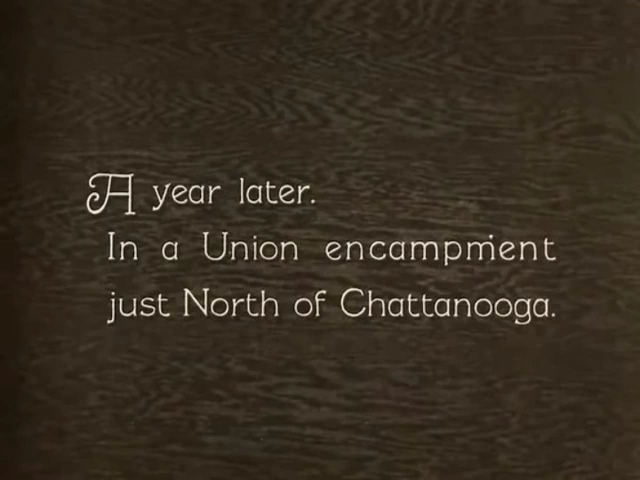 A year later.
In a Union encampment
just North of Chattanooga.